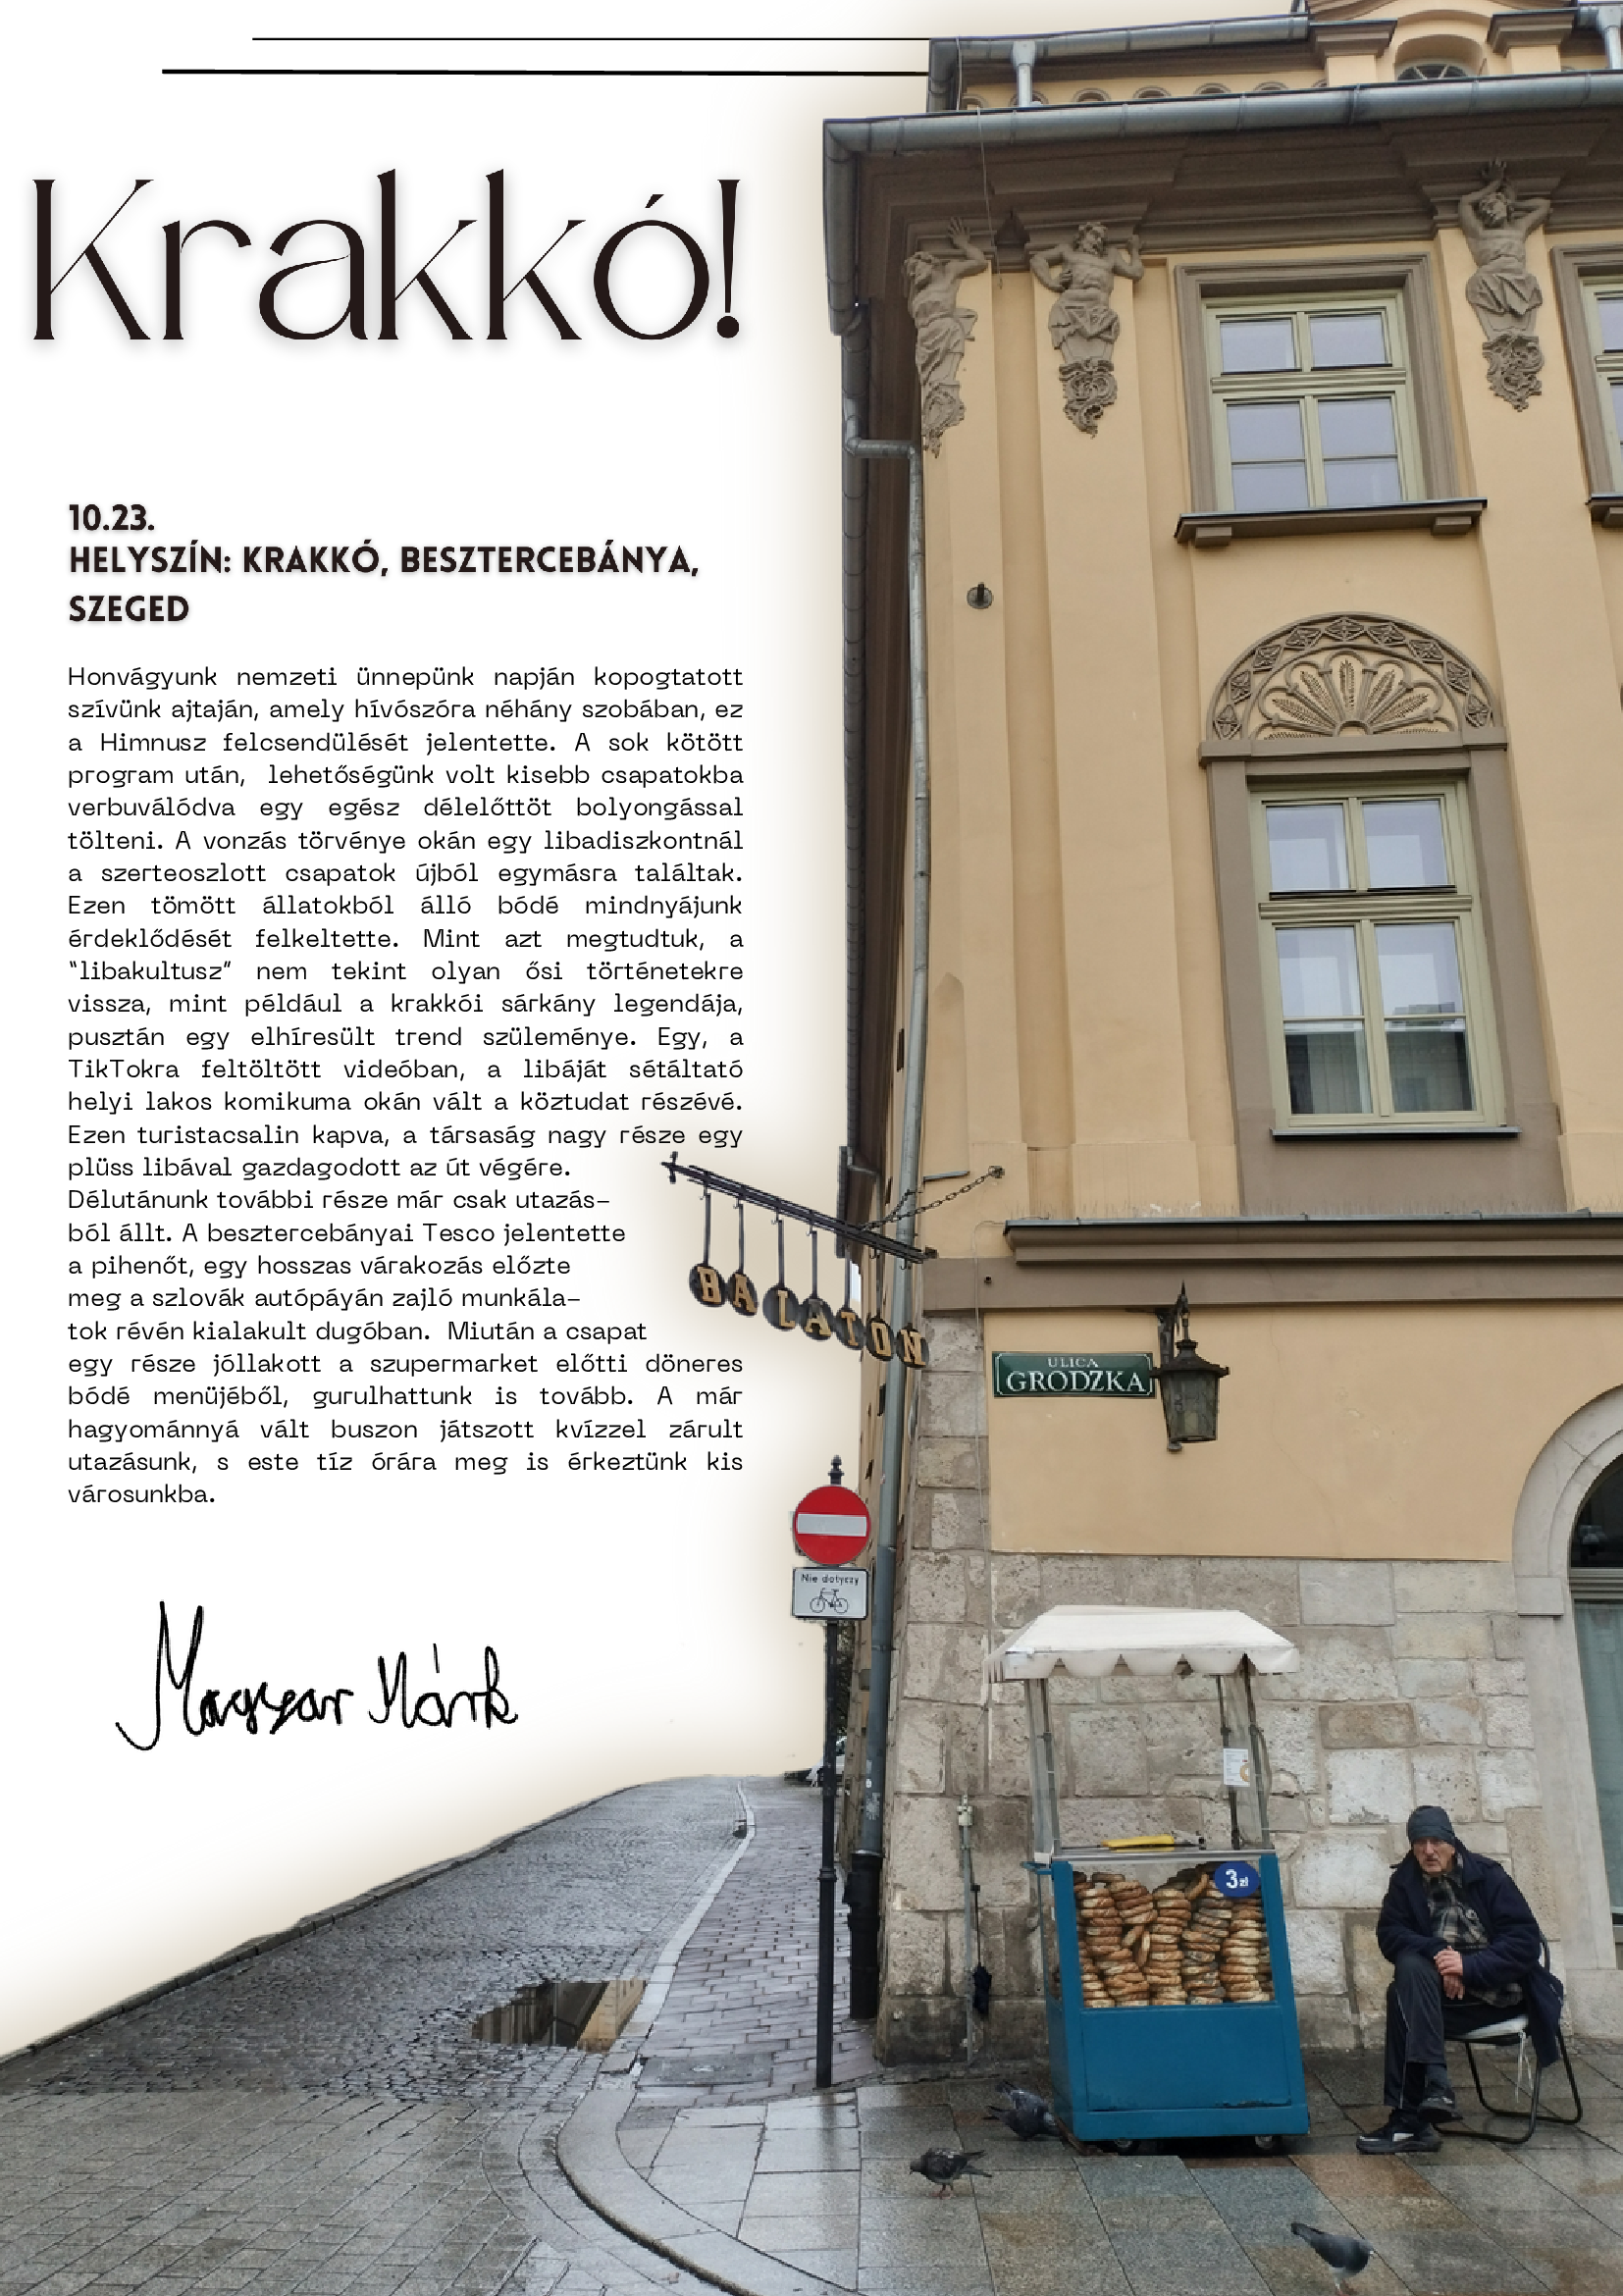 Krakkó!
10.23.
HELYSZÍN: KRAKKÓ, BESZTERCEBÁNYA,
SZEGED
Honvágyunk nemzeti ünnepünk napján kopogtatott
szívünk ajtaján, amely hívószóra néhány szobában, ez
a Himnusz felcsendülését jelentette. A sok kötött
program után, lehetőségünk volt kisebb csapatokba
verbuválódva egy egész délelőttöt bolyongással
tölteni. A vonzás törvénye okán egy libadiszkontnál
a szerteoszlott csapatok újból egymásra találtak.
Ezen tömött állatokból álló bódé mindnyájunk
érdeklődését felkeltette. Mint azt megtudtuk, a
"libakultusz" nem tekint olyan ősi történetekre
vissza, mint például a krakkói sárkány legendája,
pusztán egy elhíresült trend szüleménye. Egy, a
TikTokra feltöltött videóban, a libáját sétáltató
helyi lakos komikuma okán vált a köztudat részévé.
Ezen turistacsalin kapva, a társaság nagy része egy
plüss libával gazdagodott az út végére.
Délutánunk további része már csak utazás-
ból állt. A besztercebányai Tesco jelentette
a pihenőt, egy hosszas várakozás előzte
meg a szlovák autópáyán zajló munkála-
tok révén kialakult dugóban. Miután a csapat
egy része jóllakott a szupermarket előtti döneres
bódé menüjéből, gurulhattunk is tovább. A már
hagyománnyá vált buszon játszott kvízzel zárult
utazásunk, s este tíz órára meg is érkeztünk kis
városunkba.
Magyar Márk
BALATON
ULICA
GRODZKA
Nie dotyczy
3 zł